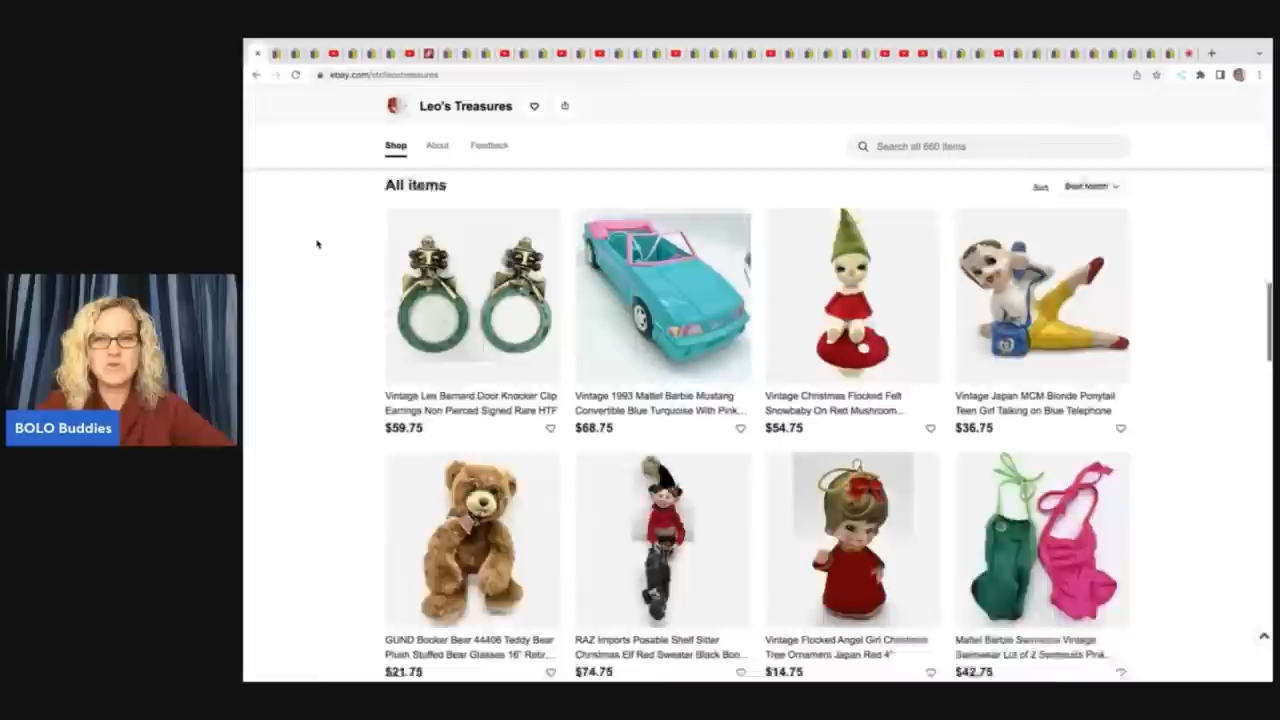 ebay.com/str/leostreasures
Leo's Treasures
Shop About Feedback
Search all 660 items
All items
Sort Best Match
Vintage Les Bernard Door Knocker Clip
Earrings Non Pierced Signed Rare HTF
$59.75
Vintage 1993 Mattel Barbie Mustang
Convertible Blue Turquoise With Pink...
$68.75
Vintage Christmas Flocked Felt
Snowbaby On Red Mushroom...
$54.75
Vintage Japan MCM Blonde Ponytail
Teen Girl Talking on Blue Telephone
$36.75
BOLO Buddies
GUND Booker Bear 44406 Teddy Bear
Plush Stuffed Bear Glasses 16" Retir...
$21.75
RAZ Imports Posable Shelf Sitter
Christmas Elf Red Sweater Black Boo...
$74.75
Vintage Flocked Angel Girl Christmas
Tree Ornament Japan Red 4"
$14.75
Mattel Barbie Swimsuits Vintage
Swimwear Lot of 2 Swimsuits Pink...
$42.75